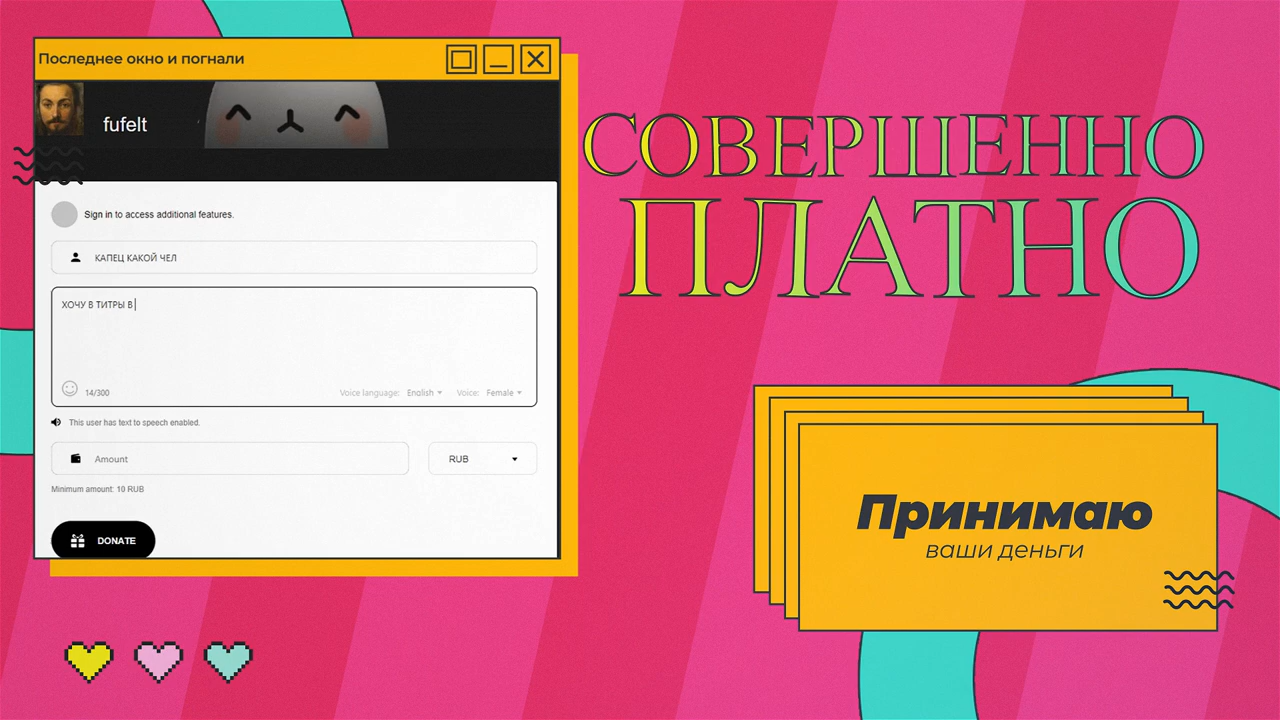 Последнее окно и погнали
fufelt
СОВЕРШЕННО
ПЛАТНО
Sign in to access additional features.
КАПЕЦ КАКОЙ ЧЕЛ
ХОЧУ В ТИТРЫ В
14/300
Voice language: English Voice: Female
This user has text to speech enabled.
Amount
RUB
Minimum amount: 10 RUB
DONATE
Принимаю
ваши деньги